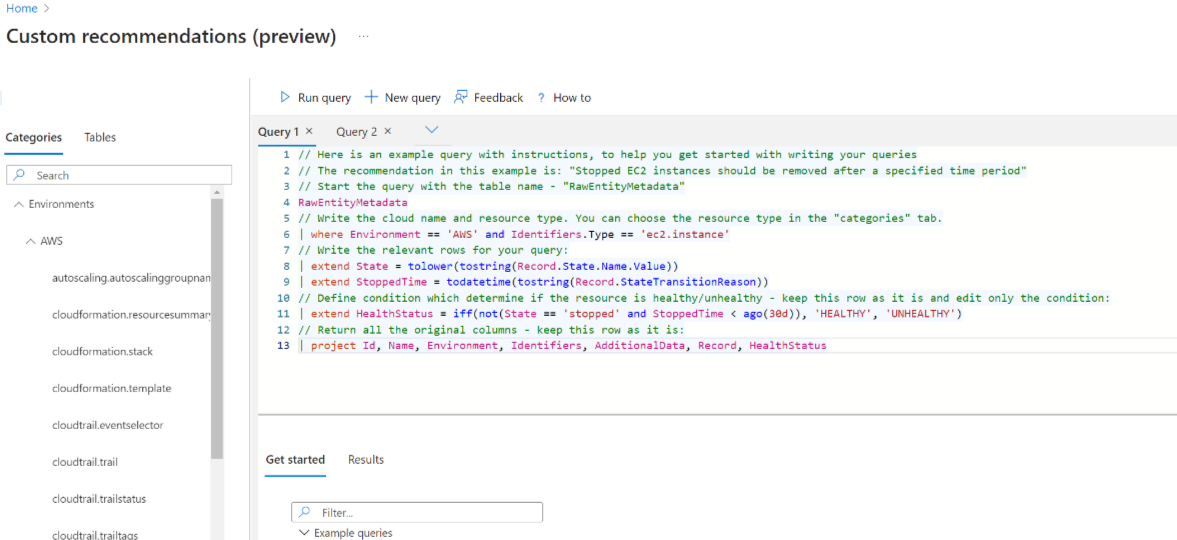 Home >
Custom recommendations (preview) ...
Run query New query Feedback ? How to
Categories Tables
Search
Environments
AWS
autoscaling.autoscalinggroupnam
cloudformation.resourcesummary
cloudformation.stack
cloudformation.template
cloudtrail.eventselector
cloudtrail.trail
cloudtrail.trailstatus
cloudtrail.trailtags
Query 1 × Query 2 ×
1 // Here is an example query with instructions, to help you get started with writing your queries
2 // The recommendation in this example is: "Stopped EC2 instances should be removed after a specified time period"
3 // Start the query with the table name - "RawEntityMetadata"
4 RawEntityMetadata
5 // Write the cloud name and resource type. You can choose the resource type in the "categories" tab.
6 | where Environment == 'AWS' and Identifiers.Type == 'ec2.instance'
7 // Write the relevant rows for your query:
8 | extend State = tolower(tostring(Record.State.Name.Value))
9 | extend StoppedTime = todatetime(tostring(Record.StateTransitionReason))
10 // Define condition which determine if the resource is healthy/unhealthy - keep this row as it is and edit only the condition:
11 | extend HealthStatus = iff(not(State == 'stopped' and StoppedTime < ago(30d)), 'HEALTHY', 'UNHEALTHY')
12 // Return all the original columns - keep this row as it is:
13 | project Id, Name, Environment, Identifiers, AdditionalData, Record, HealthStatus
Get started Results
Filter...
Example queries